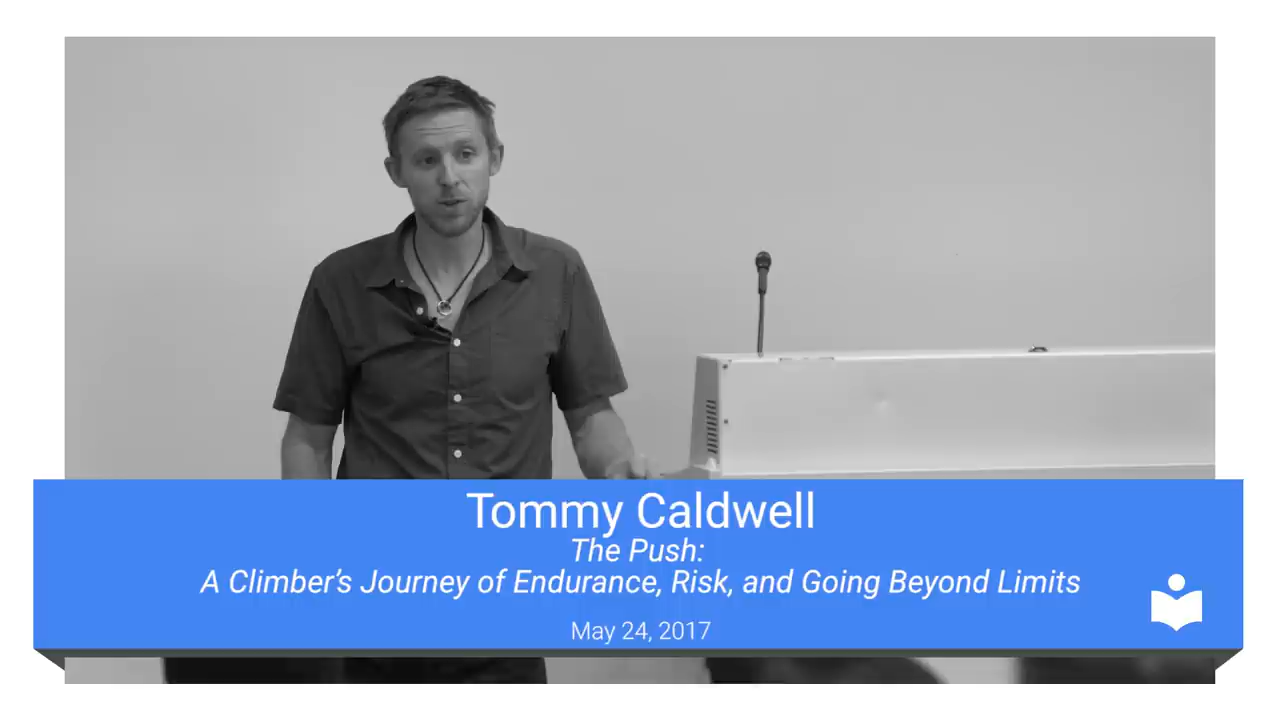 Tommy Caldwell
The Push:
A Climber's Journey of Endurance, Risk, and Going Beyond Limits
May 24, 2017